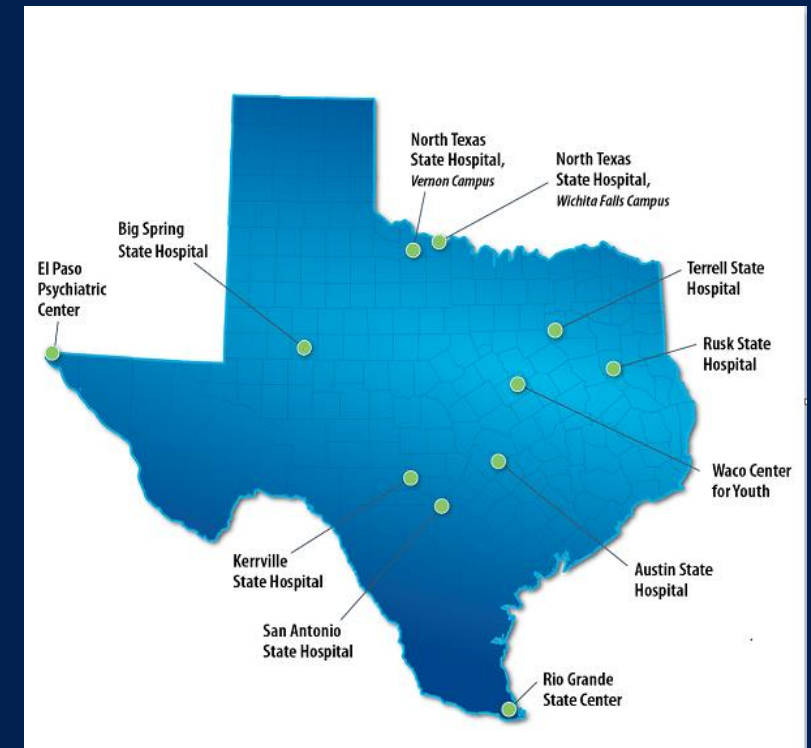 North Texas
State Hospital,
Vernon Campus
North Texas
State Hospital,
Wichita Falls Campus
Big Spring
State Hospital
El Paso
Psychiatric
Center
Terrell State
Hospital
Rusk State
Hospital
Waco Center
for Youth
Kerrville
State Hospital
Austin State
Hospital
San Antonio
State Hospital
Rio Grande
State Center